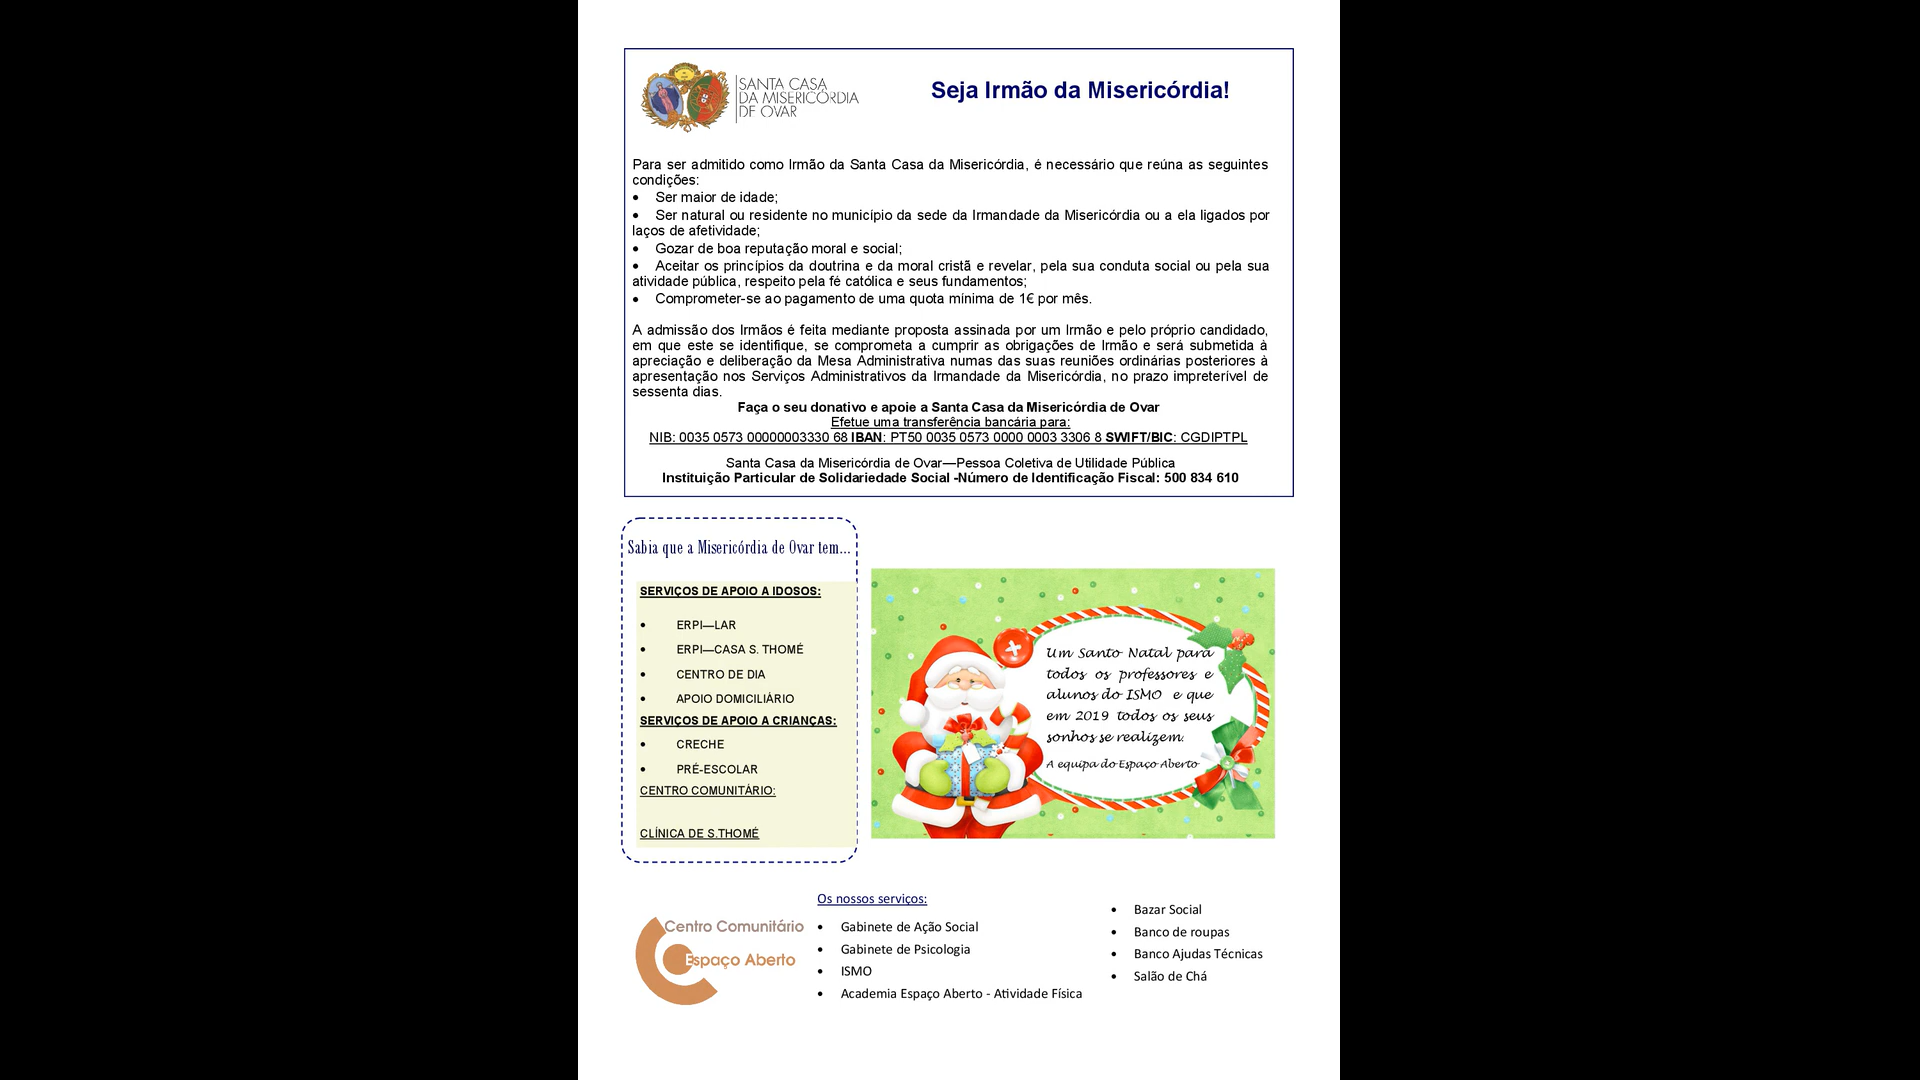 SANTA CASA
DA MISERICÓRDIA
DE OVAR
Seja Irmão da Misericórdia!
Para ser admitido como Irmão da Santa Casa da Misericórdia, é necessário que reúna as seguintes
condições:
• Ser maior de idade;
• Ser natural ou residente no município da sede da Irmandade da Misericórdia ou a ela ligados por
laços de afetividade;
• Gozar de boa reputação moral e social;
• Aceitar os princípios da doutrina e da moral cristã e revelar, pela sua conduta social ou pela sua
atividade pública, respeito pela fé católica e seus fundamentos;
• Comprometer-se ao pagamento de uma quota mínima de 1€ por mês.
A admissão dos Irmãos é feita mediante proposta assinada por um Irmão e pelo próprio candidado,
em que este se identifique, se comprometa a cumprir as obrigações de Irmão e será submetida à
apreciação e deliberação da Mesa Administrativa numas das suas reuniões ordinárias posteriores à
apresentação nos Serviços Administrativos da Irmandade da Misericórdia, no prazo impreterível de
sessenta dias.
Faça o seu donativo e apoie a Santa Casa da Misericórdia de Ovar
Efetue uma transferência bancária para:
NIB: 0035 0573 00000003330 68 IBAN: PT50 0035 0573 0000 0003 3306 8 SWIFT/BIC: CGDIPTPL
Santa Casa da Misericórdia de Ovar—Pessoa Coletiva de Utilidade Pública
Instituição Particular de Solidariedade Social -Número de Identificação Fiscal: 500 834 610
Sabia que a Misericórdia de Ovar tem...
SERVIÇOS DE APOIO A IDOSOS:
• ERPI—LAR
• ERPI—CASA S. THOMÉ
• CENTRO DE DIA
• APOIO DOMICILIÁRIO
SERVIÇOS DE APOIO A CRIANÇAS:
• CRECHE
• PRÉ-ESCOLAR
CENTRO COMUNITÁRIO:
CLÍNICA DE S.THOMÉ
Um Santo Natal para
todos os professores e
alunos do ISMO e que
em 2019 todos os seus
sonhos se realizem.
A equipa do Espaço Aberto
Centro Comunitário
Espaço Aberto
Os nossos serviços:
• Gabinete de Ação Social
• Gabinete de Psicologia
• ISMO
• Academia Espaço Aberto - Atividade Física
• Bazar Social
• Banco de roupas
• Banco Ajudas Técnicas
• Salão de Chá